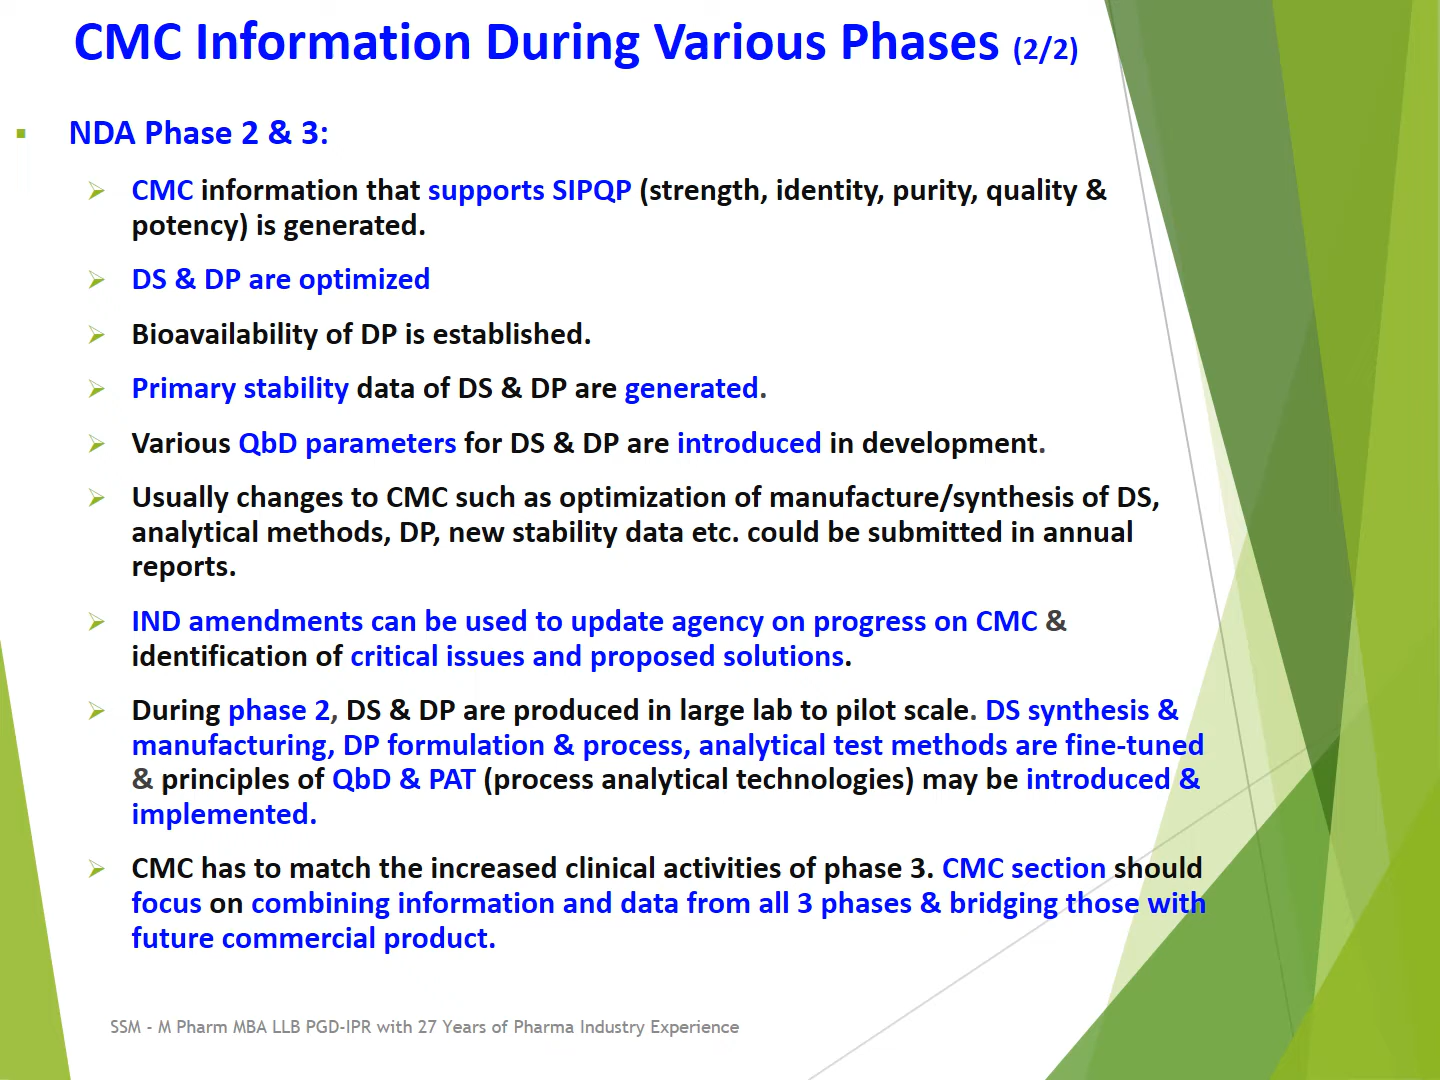 CMC Information During Various Phases (2/2)
NDA Phase 2 & 3:
CMC information that supports SIPQP (strength, identity, purity, quality &
potency) is generated.
DS & DP are optimized
Bioavailability of DP is established.
Primary stability data of DS & DP are generated.
Various QbD parameters for DS & DP are introduced in development.
Usually changes to CMC such as optimization of manufacture/synthesis of DS,
analytical methods, DP, new stability data etc. could be submitted in annual
reports.
IND amendments can be used to update agency on progress on CMC &
identification of critical issues and proposed solutions.
During phase 2, DS & DP are produced in large lab to pilot scale. DS synthesis &
manufacturing, DP formulation & process, analytical test methods are fine-tuned
& principles of QbD & PAT (process analytical technologies) may be introduced &
implemented.
CMC has to match the increased clinical activities of phase 3. CMC section should
focus on combining information and data from all 3 phases & bridging those with
future commercial product.
SSM - M Pharm MBA LLB PGD-IPR with 27 Years of Pharma Industry Experience